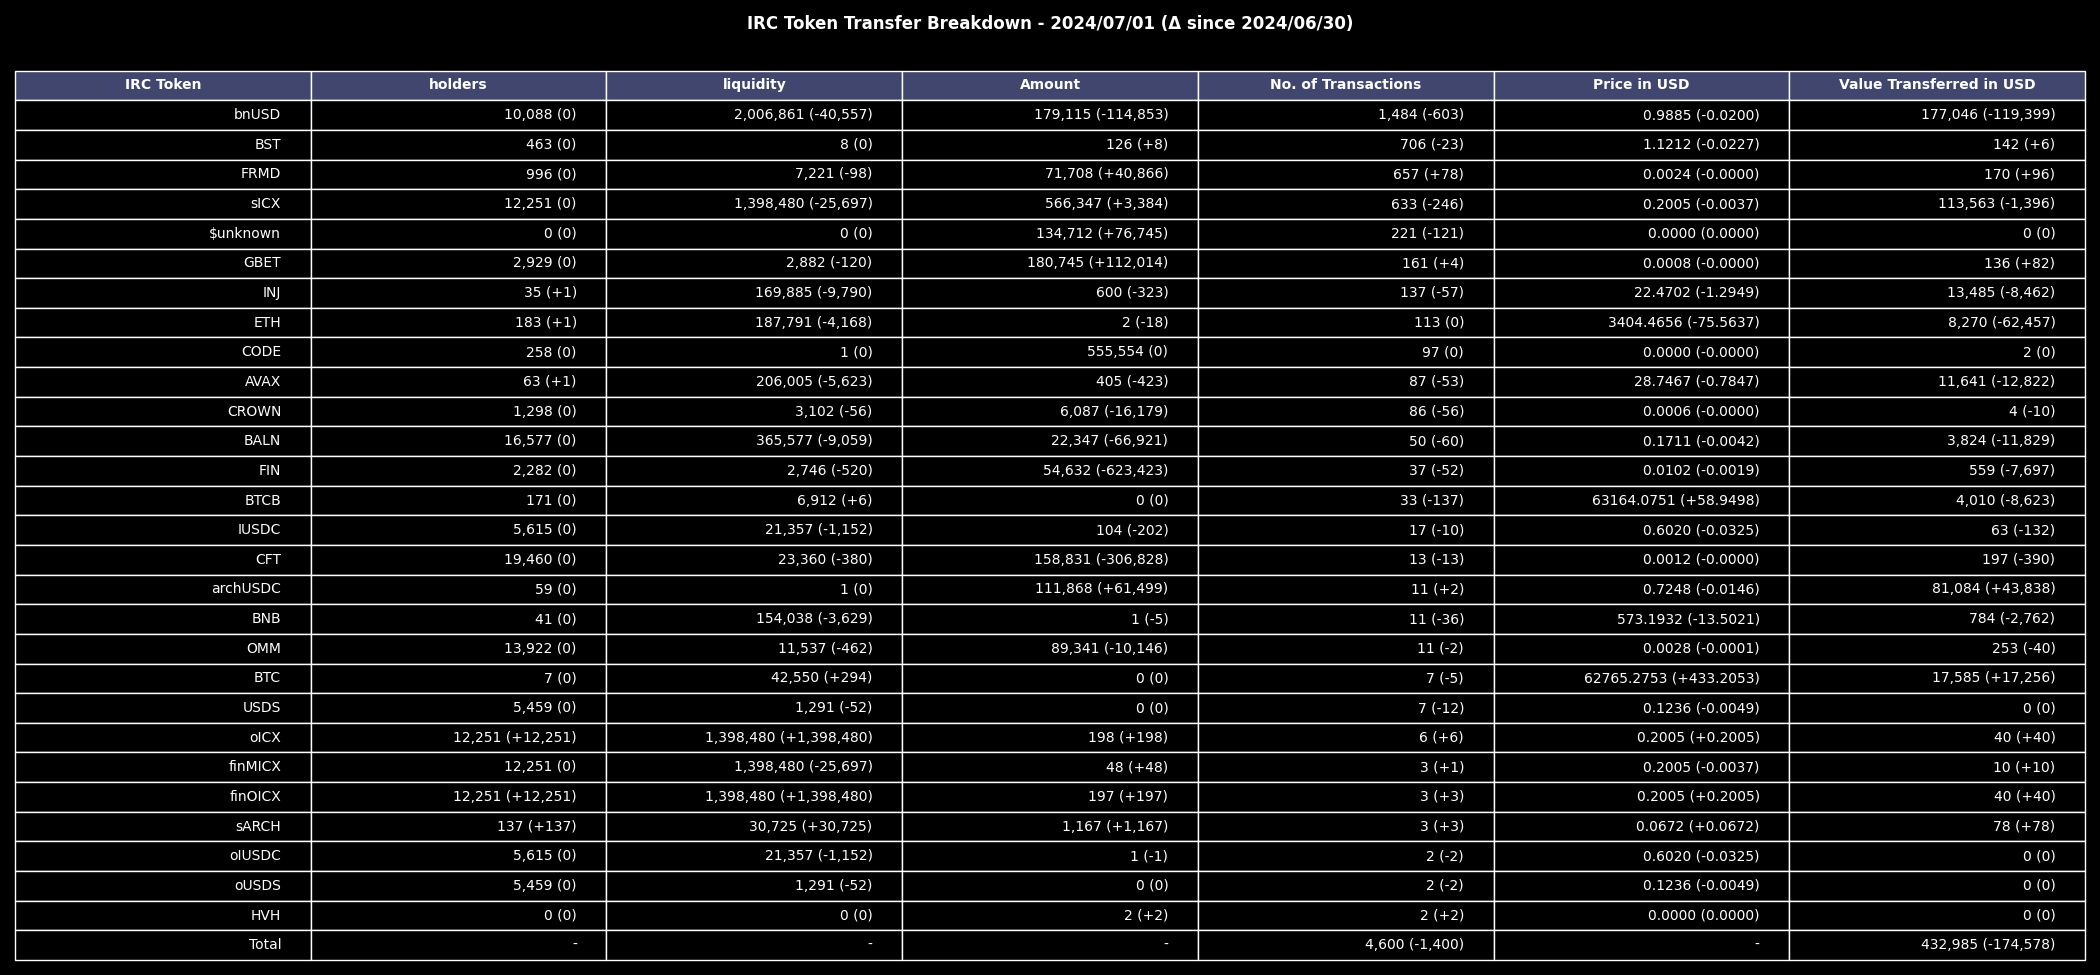 IRC Token Transfer Breakdown - 2024/07/01 (Δ since 2024/06/30)
IRC Token holders liquidity Amount No. of Transactions Price in USD Value Transferred in USD
bnUSD 10,088 (0) 2,006,861 (-40,557) 179,115 (-114,853) 1,484 (-603) 0.9885 (-0.0200) 177,046 (-119,399)
BST 463 (0) 8 (0) 126 (+8) 706 (-23) 1.1212 (-0.0227) 142 (+6)
FRMD 996 (0) 7,221 (-98) 71,708 (+40,866) 657 (+78) 0.0024 (-0.0000) 170 (+96)
sICX 12,251 (0) 1,398,480 (-25,697) 566,347 (+3,384) 633 (-246) 0.2005 (-0.0037) 113,563 (-1,396)
$unknown 0 (0) 0 (0) 134,712 (+76,745) 221 (-121) 0.0000 (0.0000) 0 (0)
GBET 2,929 (0) 2,882 (-120) 180,745 (+112,014) 161 (+4) 0.0008 (-0.0000) 136 (+82)
INJ 35 (+1) 169,885 (-9,790) 600 (-323) 137 (-57) 22.4702 (-1.2949) 13,485 (-8,462)
ETH 183 (+1) 187,791 (-4,168) 2 (-18) 113 (0) 3404.4656 (-75.5637) 8,270 (-62,457)
CODE 258 (0) 1 (0) 555,554 (0) 97 (0) 0.0000 (-0.0000) 2 (0)
AVAX 63 (+1) 206,005 (-5,623) 405 (-423) 87 (-53) 28.7467 (-0.7847) 11,641 (-12,822)
CROWN 1,298 (0) 3,102 (-56) 6,087 (-16,179) 86 (-56) 0.0006 (-0.0000) 4 (-10)
BALN 16,577 (0) 365,577 (-9,059) 22,347 (-66,921) 50 (-60) 0.1711 (-0.0042) 3,824 (-11,829)
FIN 2,282 (0) 2,746 (-520) 54,632 (-623,423) 37 (-52) 0.0102 (-0.0019) 559 (-7,697)
BTCB 171 (0) 6,912 (+6) 0 (0) 33 (-137) 63164.0751 (+58.9498) 4,010 (-8,623)
IUSDC 5,615 (0) 21,357 (-1,152) 104 (-202) 17 (-10) 0.6020 (-0.0325) 63 (-132)
CFT 19,460 (0) 23,360 (-380) 158,831 (-306,828) 13 (-13) 0.0012 (-0.0000) 197 (-390)
archUSDC 59 (0) 1 (0) 111,868 (+61,499) 11 (+2) 0.7248 (-0.0146) 81,084 (+43,838)
BNB 41 (0) 154,038 (-3,629) 1 (-5) 11 (-36) 573.1932 (-13.5021) 784 (-2,762)
OMM 13,922 (0) 11,537 (-462) 89,341 (-10,146) 11 (-2) 0.0028 (-0.0001) 253 (-40)
BTC 7 (0) 42,550 (+294) 0 (0) 7 (-5) 62765.2753 (+433.2053) 17,585 (+17,256)
USDS 5,459 (0) 1,291 (-52) 0 (0) 7 (-12) 0.1236 (-0.0049) 0 (0)
oICX 12,251 (+12,251) 1,398,480 (+1,398,480) 198 (+198) 6 (+6) 0.2005 (+0.2005) 40 (+40)
finMICX 12,251 (0) 1,398,480 (-25,697) 48 (+48) 3 (+1) 0.2005 (-0.0037) 10 (+10)
finOICX 12,251 (+12,251) 1,398,480 (+1,398,480) 197 (+197) 3 (+3) 0.2005 (+0.2005) 40 (+40)
sARCH 137 (+137) 30,725 (+30,725) 1,167 (+1,167) 3 (+3) 0.0672 (+0.0672) 78 (+78)
oIUSDC 5,615 (0) 21,357 (-1,152) 1 (-1) 2 (-2) 0.6020 (-0.0325) 0 (0)
oUSDS 5,459 (0) 1,291 (-52) 0 (0) 2 (-2) 0.1236 (-0.0049) 0 (0)
HVH 0 (0) 0 (0) 2 (+2) 2 (+2) 0.0000 (0.0000) 0 (0)
Total - - - 4,600 (-1,400) - 432,985 (-174,578)